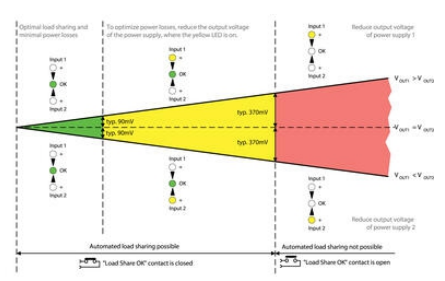 Optimal load sharing and
minimal power losses
To optimize power losses, reduce the output voltage
of the power supply, where the yellow LED is on.
Reduce output voltage
of power supply 1
Input 1
+
OK
+
Input 2
Input 1
+
OK
+
Input 2
Input 1
+
OK
+
Input 2
typ. 90mV
typ. 90mV
typ. 370mV
typ. 370mV
V OUT1 > V OUT2
V OUT1 = V OUT2
V OUT1 < V OUT2
Input 1
+
OK
+
Input 2
Input 1
+
OK
+
Input 2
Input 1
+
OK
+
Input 2
Reduce output voltage
of power supply 2
Automated load sharing possible
Automated load sharing not possible
"Load Share OK" contact is closed
"Load Share OK" contact is open